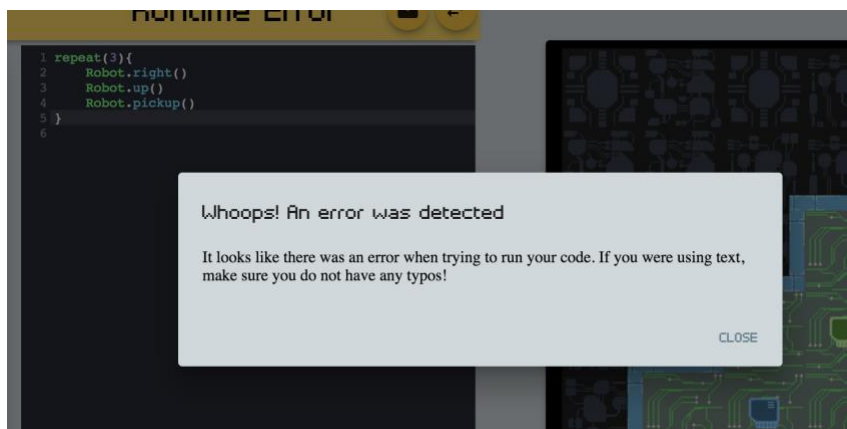 Runtime Error
1 repeat(3){
2 Robot.right()
3 Robot.up()
4 Robot.pickup()
5 }
6
Whoops! An error was detected
It looks like there was an error when trying to run your code. If you were using text,
make sure you do not have any typos!
CLOSE